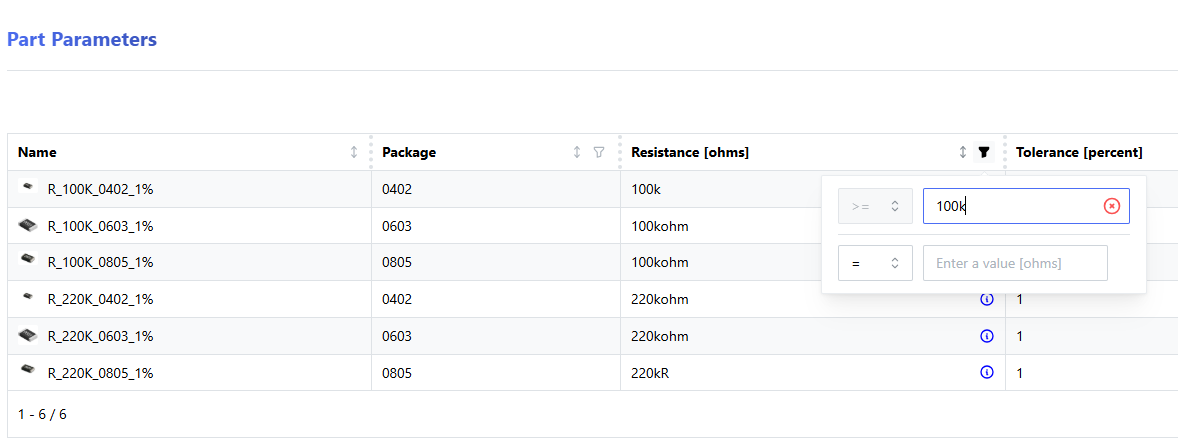 Part Parameters
Name Package Resistance [ohms] Tolerance [percent]
R_100K_0402_1% 0402 100k
>= 100k
R_100K_0603_1% 0603 100kohm
R_100K_0805_1% 0805 100kohm
= Enter a value [ohms]
R_220K_0402_1% 0402 220kohm 1
R_220K_0603_1% 0603 220kohm 1
R_220K_0805_1% 0805 220kR 1
1 - 6 / 6